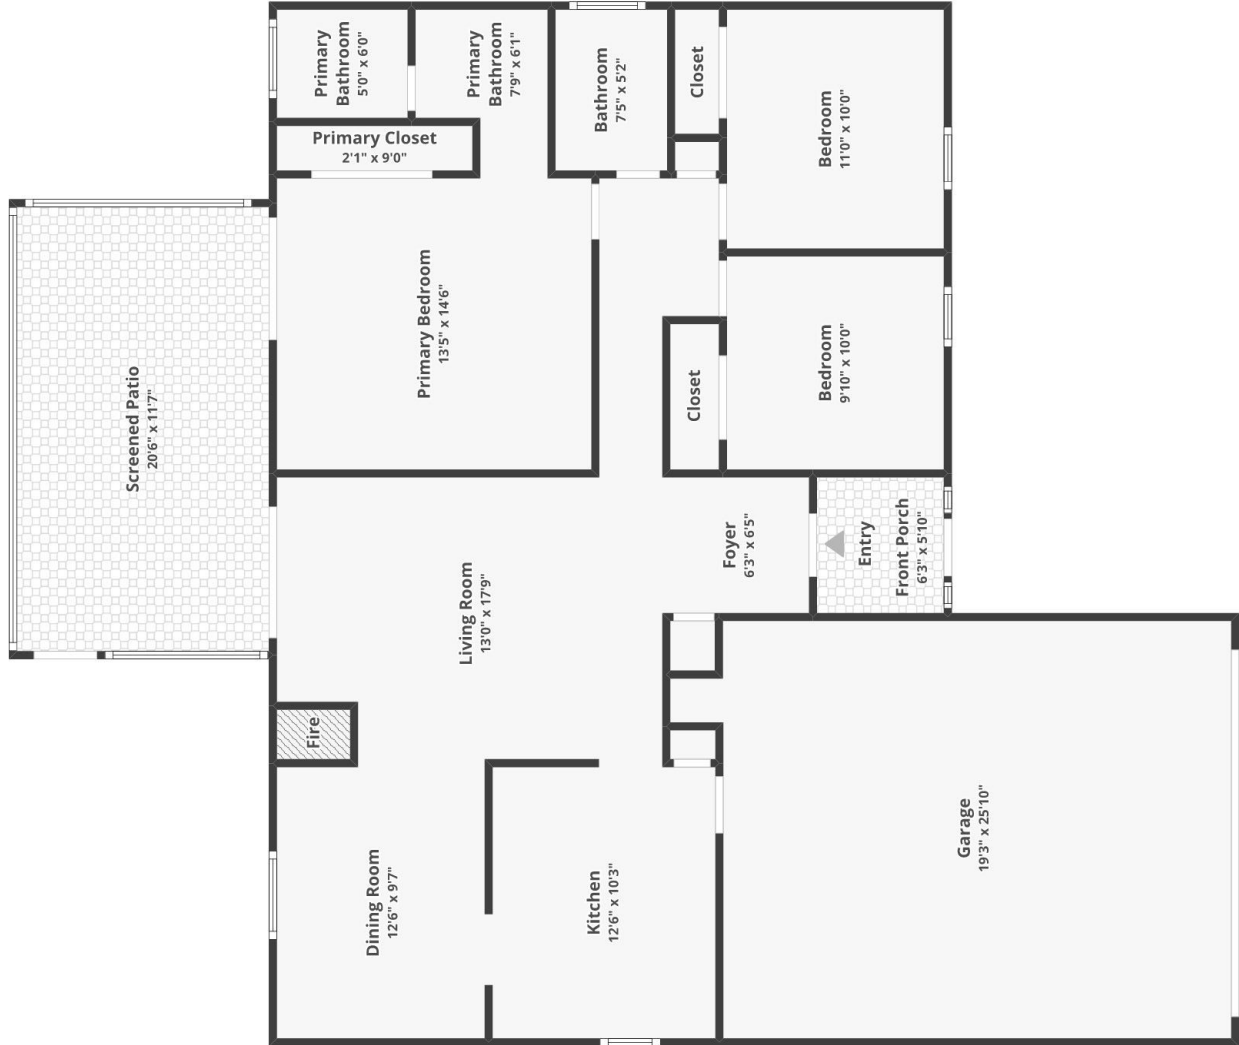 Primary
Bathroom
5'0" x 6'0"
Primary
Bathroom
7'9" x 6'1"
Bathroom
7'5" x 5'2"
Closet
Bedroom
11'0" x 10'0"
Primary Closet
2'1" x 9'0"
Primary Bedroom
13'5" x 14'6"
Screened Patio
20'6" x 11'7"
Closet
Bedroom
9'10" x 10'0"
Living Room
13'0" x 17'9"
Foyer
6'3" x 6'5"
Entry
Front Porch
6'3" x 5'10"
Fire
Dining Room
12'6" x 9'7"
Kitchen
12'6" x 10'3"
Garage
19'3" x 25'10"